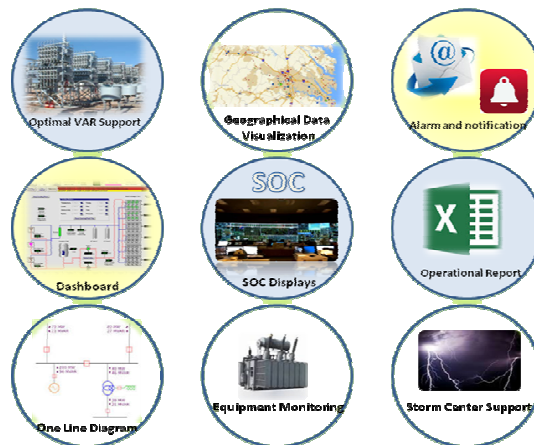 Optimal VAR Support
Geographical Data
Visualization
Alarm and notification
Dashboard
SOC
SOC Displays
X
Operational Report
One Line Diagram
Equipment Monitoring
Storm Center Support